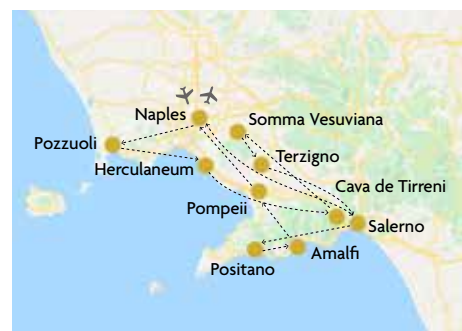 Naples
Somma Vesuviana
Pozzuoli
Herculaneum
Terzigno
Cava de Tirreni
Pompeii
Salerno
Amalfi
Positano